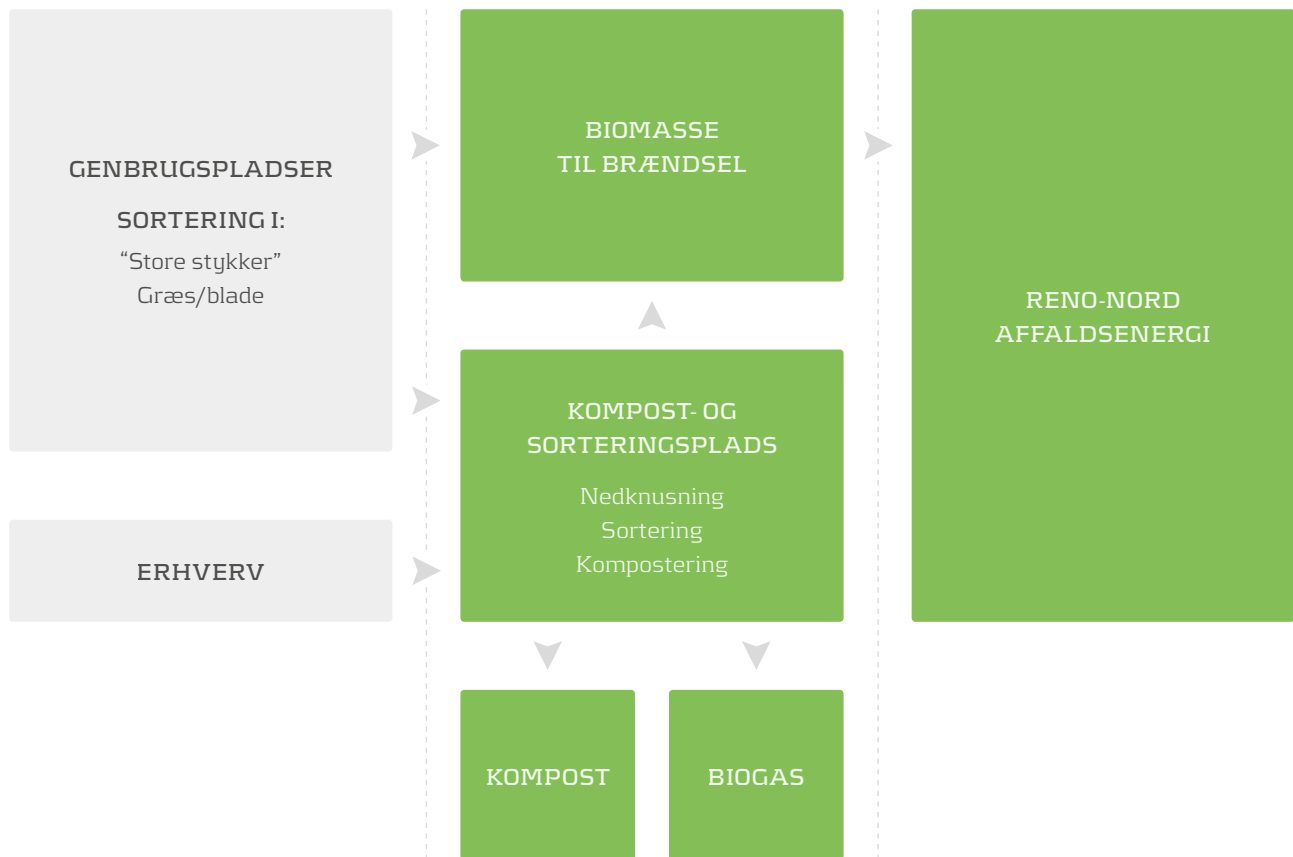 GENBRUGSPLADSER
SORTERING I:
“Store stykker”
Græs/blade
ERHVERV
BIOMASSE
TIL BRÆNDSEL
KOMPOST- OG
SORTERINGSPLADS
Nedknusning
Sortering
Kompostering
KOMPOST
BIOGAS
RENO-NORD
AFFALDSENERGI